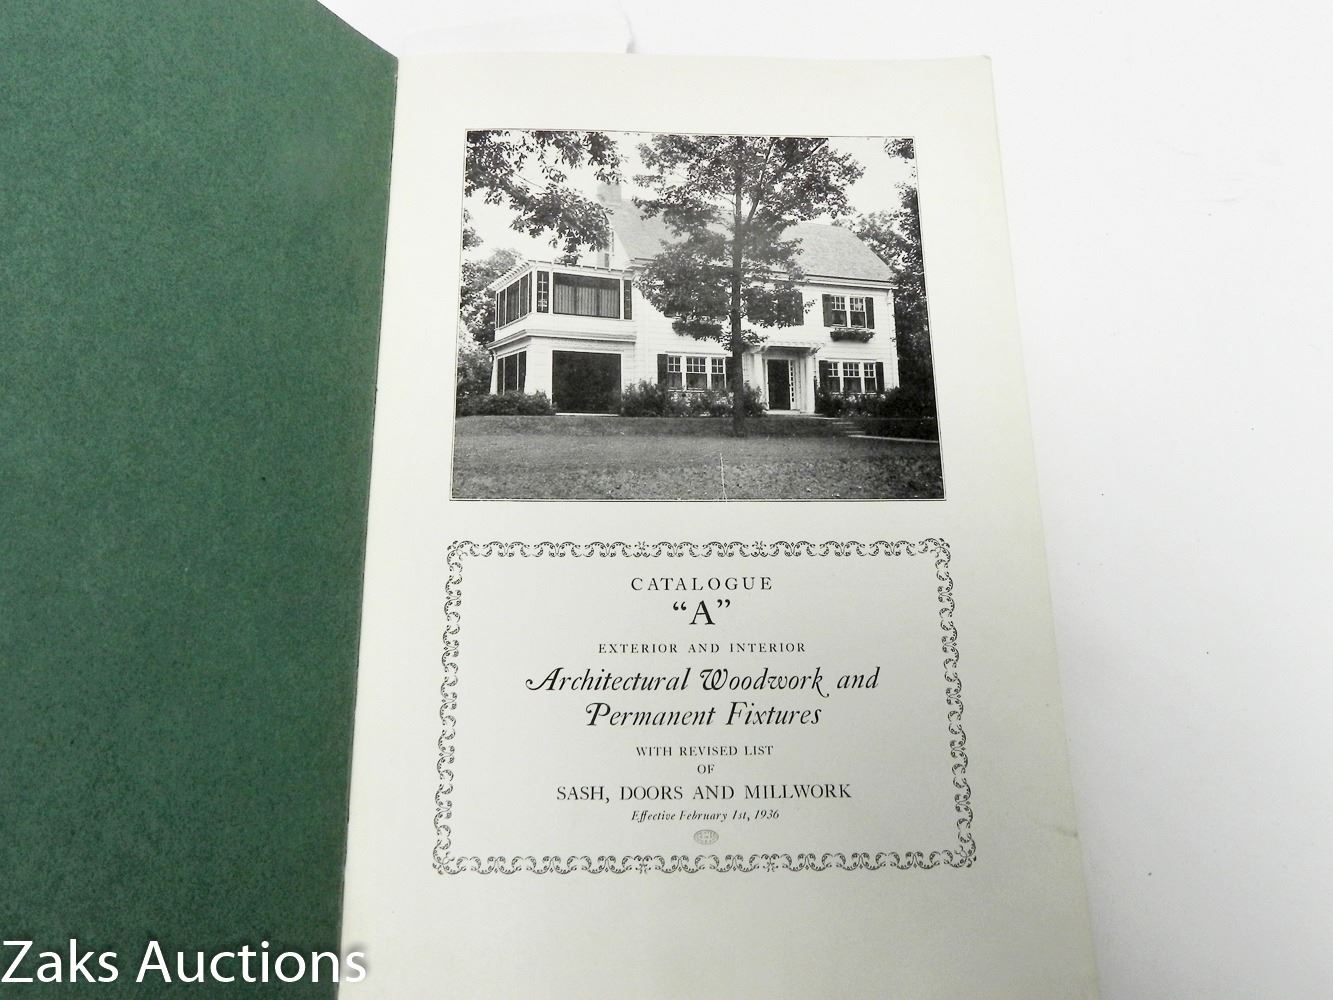 CATALOGUE
“A”
EXTERIOR AND INTERIOR
Architectural Woodwork and
Permanent Fixtures
WITH REVISED LIST
OF
SASH, DOORS AND MILLWORK
Effective February 1st, 1936
Zaks Auctions